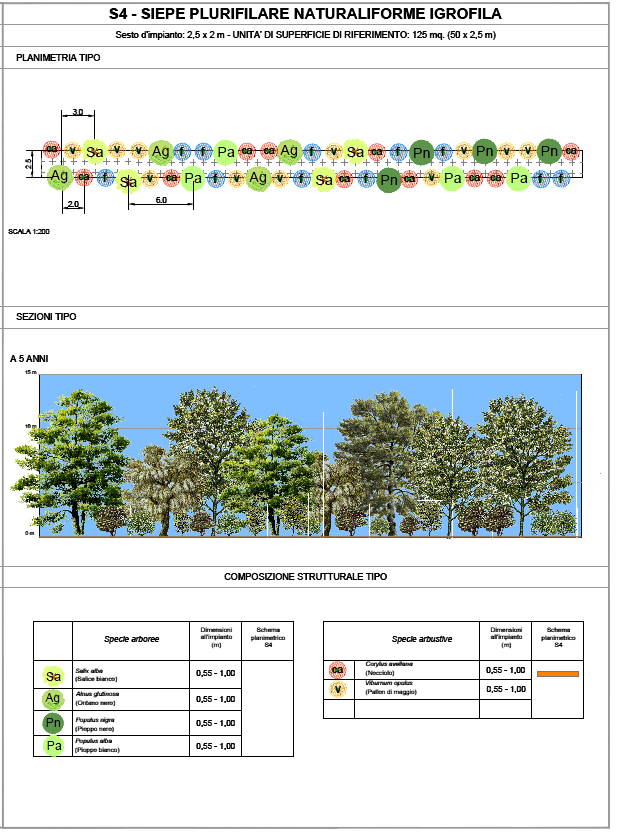 S4 - SIEPE PLURIFILARE NATURALIFORME IGROFILA
Sesto d'impianto: 2,5 x 2 m - UNITA' DI SUPERFICIE DI RIFERIMENTO: 125 mq. (50 x 2,5 m)
PLANIMETRIA TIPO
3.0
ca v Sa v v Ag f f Pa ca ca Ag f v Sa ca f Pn f v Pn v v Pn ca
2.5
Ag ca f Sa v ca Pa f v Ag v f Sa ca f Pn ca v Pa ca ca Pa f f
2.0
6.0
SCALA 1:200
SEZIONI TIPO
A 5 ANNI
15 m
10 m
0 m
COMPOSIZIONE STRUTTURALE TIPO
Specie arboree
Dimensioni
all'impianto
(m)
Schema
planimetrico
S4
Sa
Salix alba
(Salice bianco)
0,55 - 1,00
Ag
Alnus glutinosa
(Ontano nero)
0,55 - 1,00
Pn
Populus nigra
(Pioppo nero)
0,55 - 1,00
Pa
Populus alba
(Pioppo bianco)
0,55 - 1,00
Specie arbustive
Dimensioni
all'impianto
(m)
Schema
planimetrico
S4
ca
Corylus avellana
(Nocciolo)
0,55 - 1,00
v
Viburnum opulus
(Pallon di maggio)
0,55 - 1,00